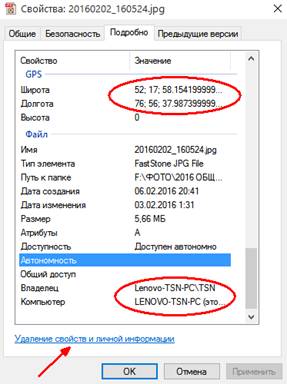 Свойства: 20160202_160524.jpg
Общие Безопасность Подробно Предыдущие версии
Свойство Значение
GPS
Широта 52; 17; 58.154199999...
Долгота 76; 56; 37.987399999...
Высота 0
Файл
Имя 20160202_160524.jpg
Тип элемента FastStone JPG File
Путь к папке F:\ФОТО\2016 ОБЩ...
Дата создания 06.02.2016 20:41
Дата изменения 03.02.2016 1:31
Размер 5,66 МБ
Атрибуты A
Доступность Доступен автономно
Автономность
Общий доступ
Владелец Lenovo-TSN-PC\TSN
Компьютер LENOVO-TSN-PC (это...
Удаление свойств и личной информации
OK Отмена Применить